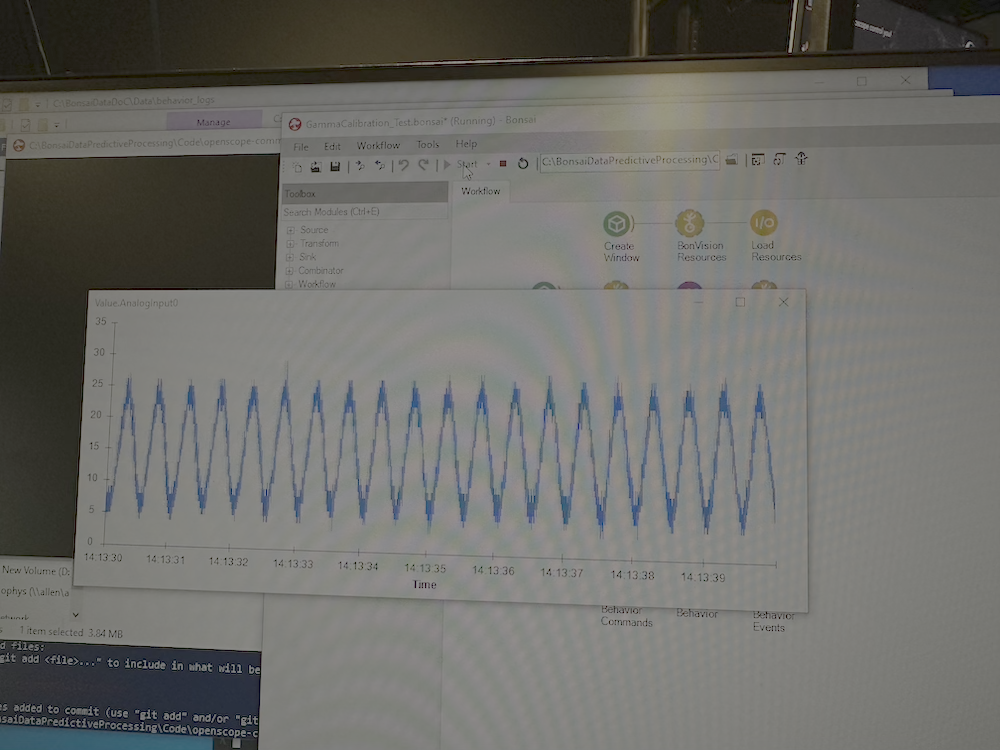 C:\BonsaiDataDoC\Data\behavior_logs
Manage
C:\BonsaiDataPredictiveProcessing\Code\openscope-comm
GammaCalibration_Test.bonsai* (Running) - Bonsai
File Edit Workflow Tools Help
Start
C:\BonsaiDataPredictiveProcessing\C
Toolbox
Workflow
Search Modules (Ctrl+E)
Source
Transform
Sink
Combinator
Workflow
Create Window
BonVision Resources
Load Resources
Value.AnalogInput0
35
30
25
20
15
10
5
0
14:13:30 14:13:31 14:13:32 14:13:33 14:13:34 14:13:35 14:13:36 14:13:37 14:13:38 14:13:39
Time
Behavior Commands
Behavior
Behavior Events
New Volume (D:
ophys (\\allen\a
1 item selected 3.84 MB
d files:
git add <file>..." to include in what will be
s added to commit (use "git add" and/or "git
saiDataPredictiveProcessing\Code\openscope-c